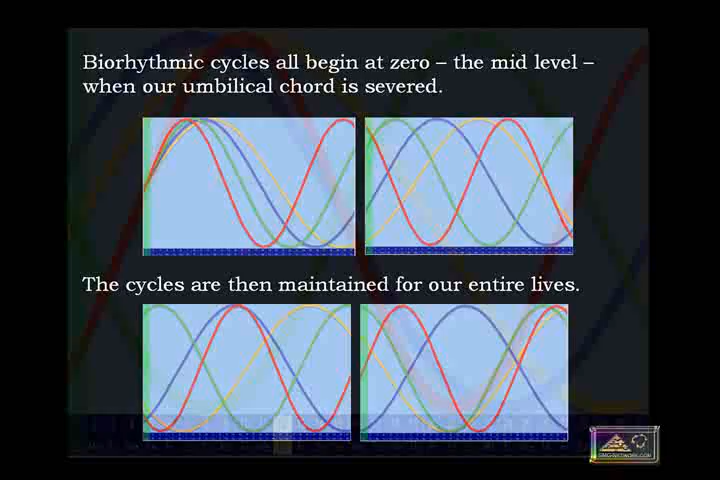 Biorhythmic cycles all begin at zero – the mid level –
when our umbilical chord is severed.
The cycles are then maintained for our entire lives.